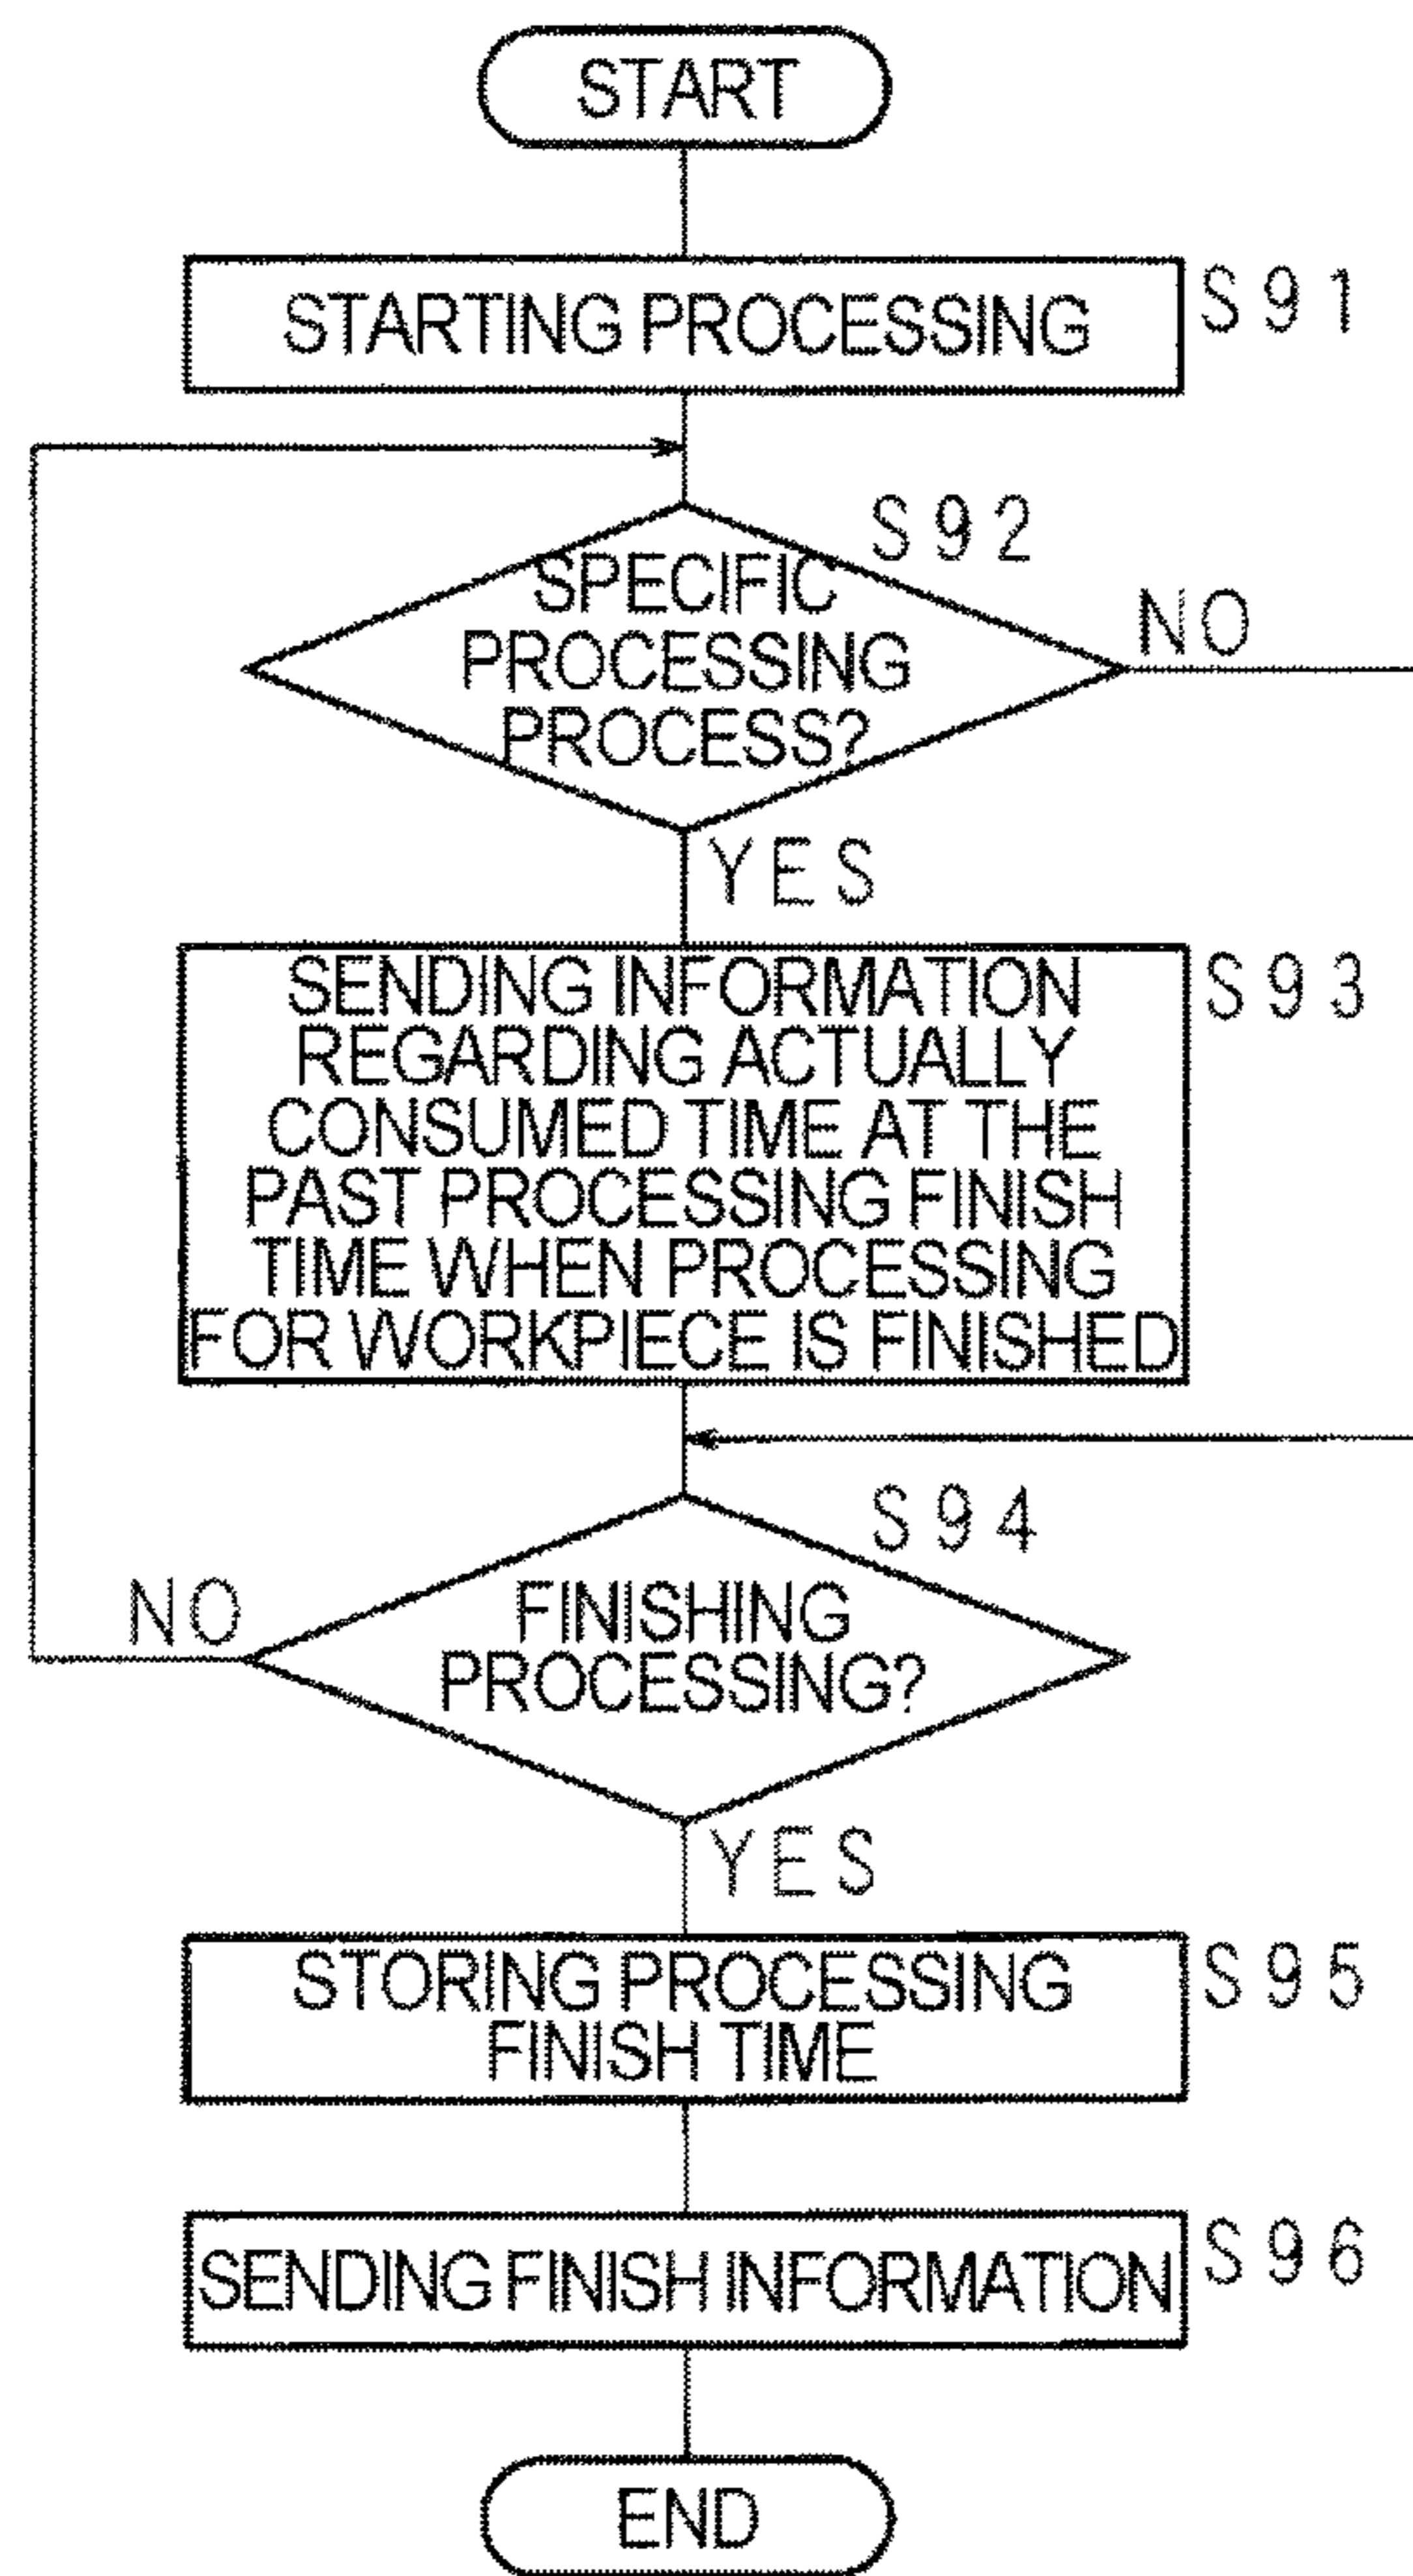 START
STARTING PROCESSING
S91
S92
SPECIFIC
PROCESSING
PROCESS?
NO
YES
SENDING INFORMATION
REGARDING ACTUALLY
CONSUMED TIME AT THE
PAST PROCESSING FINISH
TIME WHEN PROCESSING
FOR WORKPIECE IS FINISHED
S93
S94
FINISHING
PROCESSING?
NO
YES
STORING PROCESSING
FINISH TIME
S95
SENDING FINISH INFORMATION
S96
END